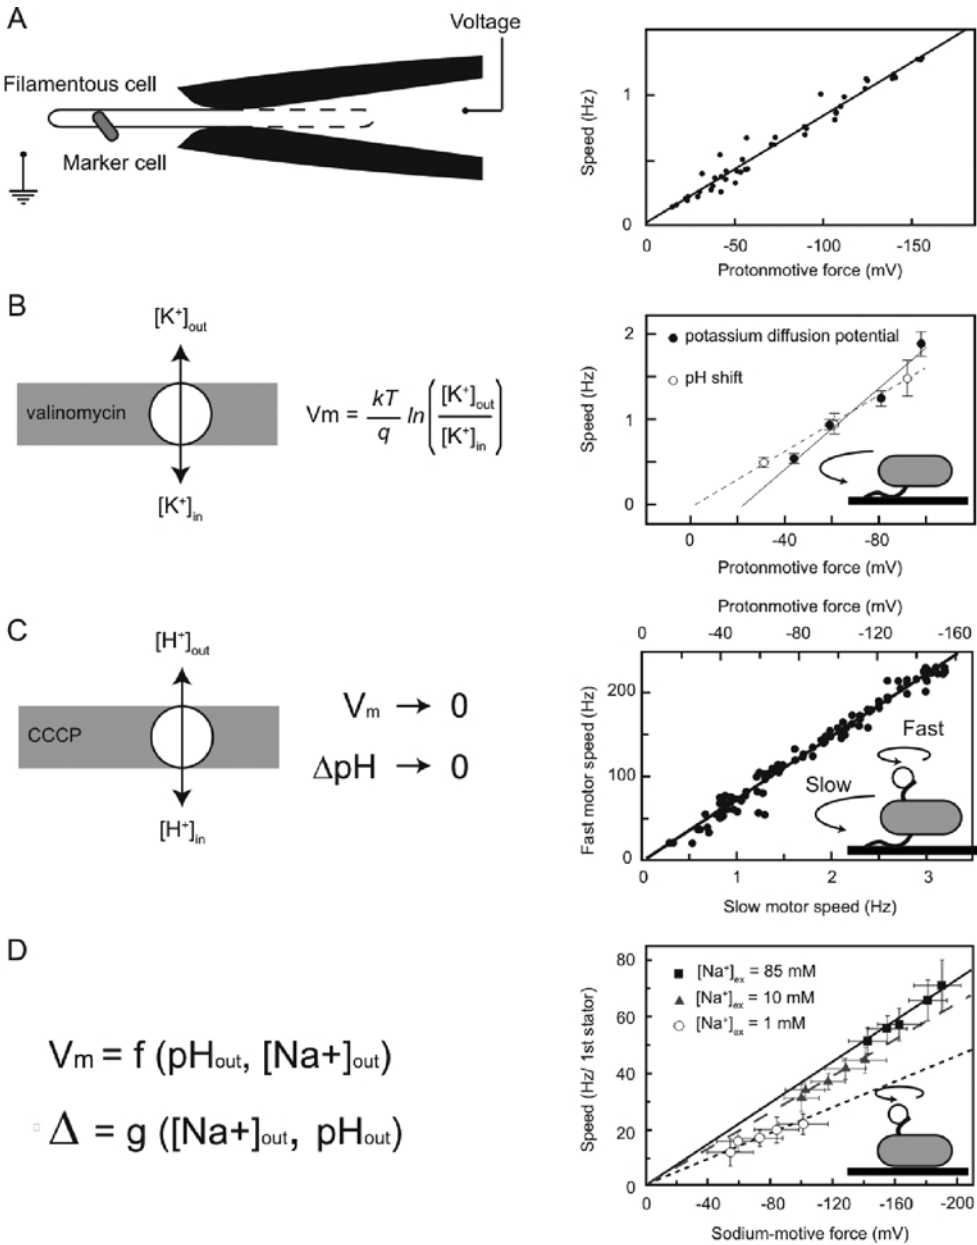 A
Voltage
Filamentous cell
Marker cell
Speed (Hz)
1
0
0 -50 -100 -150
Protonmotive force (mV)
B
[K+]out
valinomycin
[K+]in
Vm = kT/q ln([K+]out/[K+]in)
Speed (Hz)
2
1
0
potassium diffusion potential
pH shift
0 -40 -80
Protonmotive force (mV)
C
[H+]out
CCCP
[H+]in
Vm → 0
ΔpH → 0
Protonmotive force (mV)
0 -40 -80 -120 -160
Fast motor speed (Hz)
200
100
0
Fast
Slow
0 1 2 3
Slow motor speed (Hz)
D
Vm = f (pHout, [Na+]out)
Δ = g ([Na+]out, pHout)
Speed (Hz/ 1st stator)
80
60
40
20
0
[Na+]ex = 85 mM
[Na+]ex = 10 mM
[Na+]ex = 1 mM
-40 -80 -120 -160 -200
Sodium-motive force (mV)